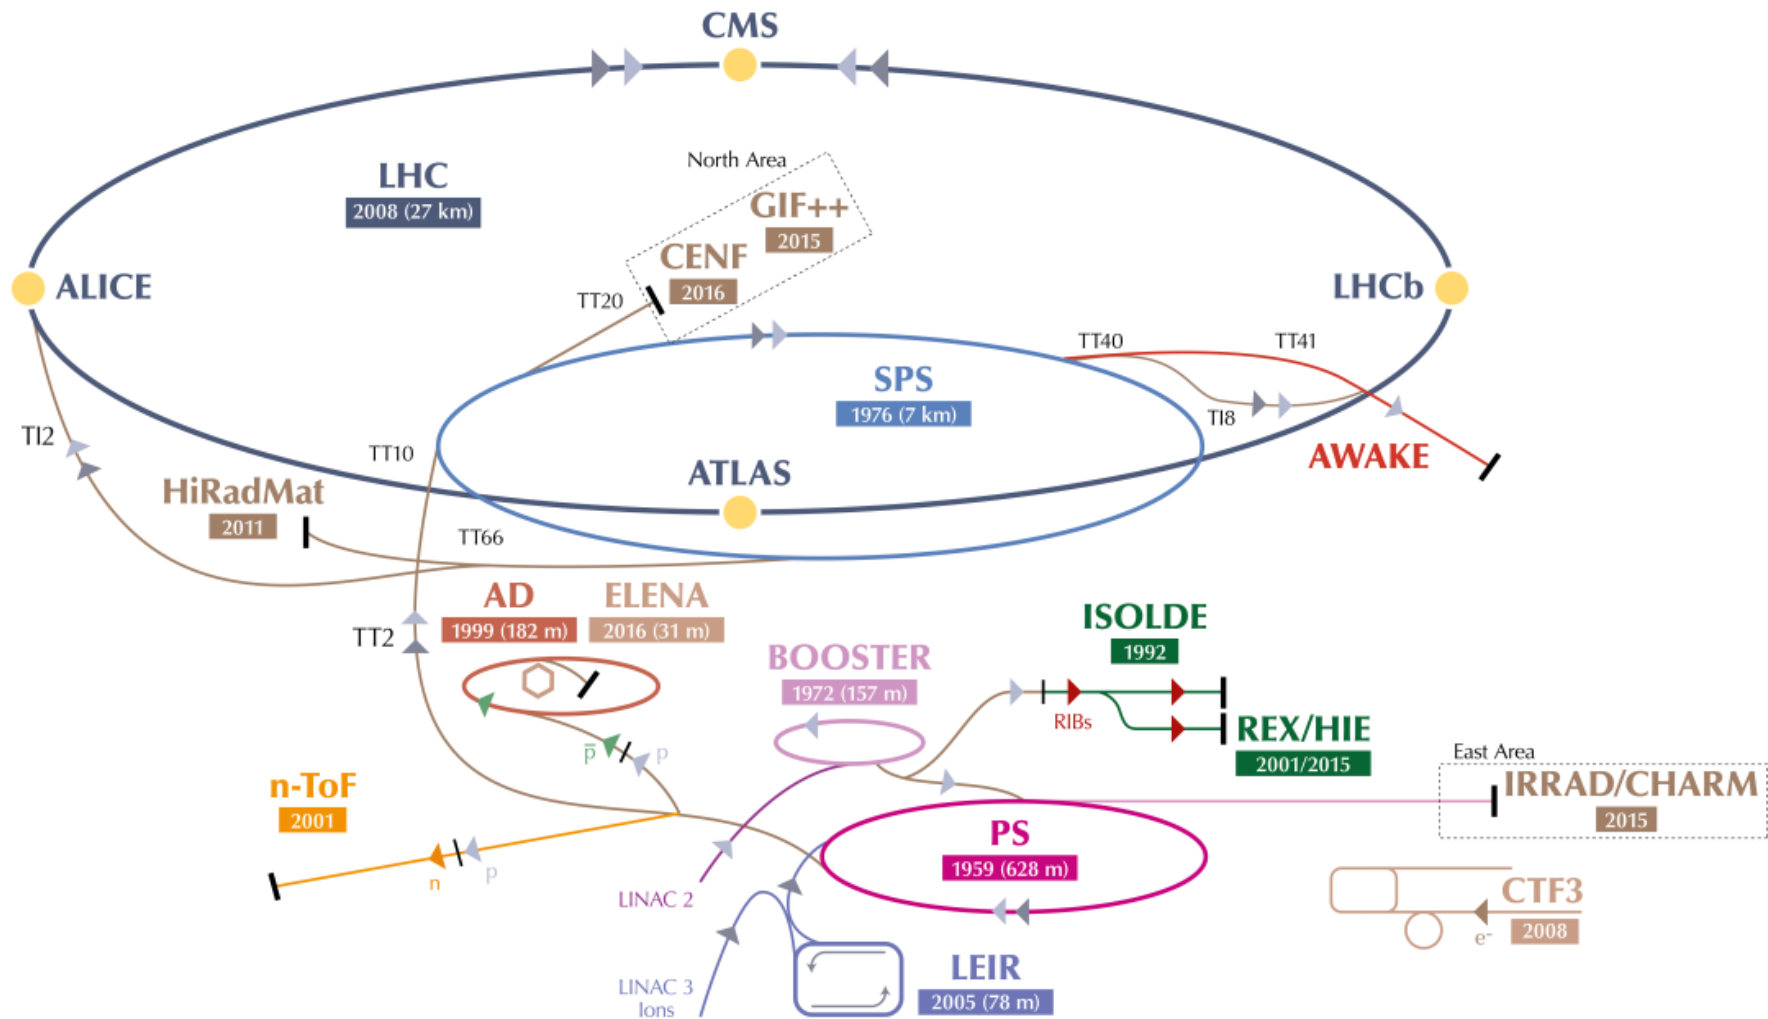 CMS
North Area
LHC
2008 (27 km)
GIF++
2015
CENF
2016
ALICE
LHCb
TT20
TT40
TT41
SPS
1976 (7 km)
TI8
TI2
TT10
AWAKE
ATLAS
HiRadMat
2011
TT66
AD
1999 (182 m)
ELENA
2016 (31 m)
TT2
ISOLDE
1992
BOOSTER
1972 (157 m)
RIBs
REX/HIE
2001/2015
p̅
p
East Area
n-ToF
2001
IRRAD/CHARM
2015
PS
1959 (628 m)
n
p
LINAC 2
CTF3
2008
e-
LEIR
2005 (78 m)
LINAC 3
Ions